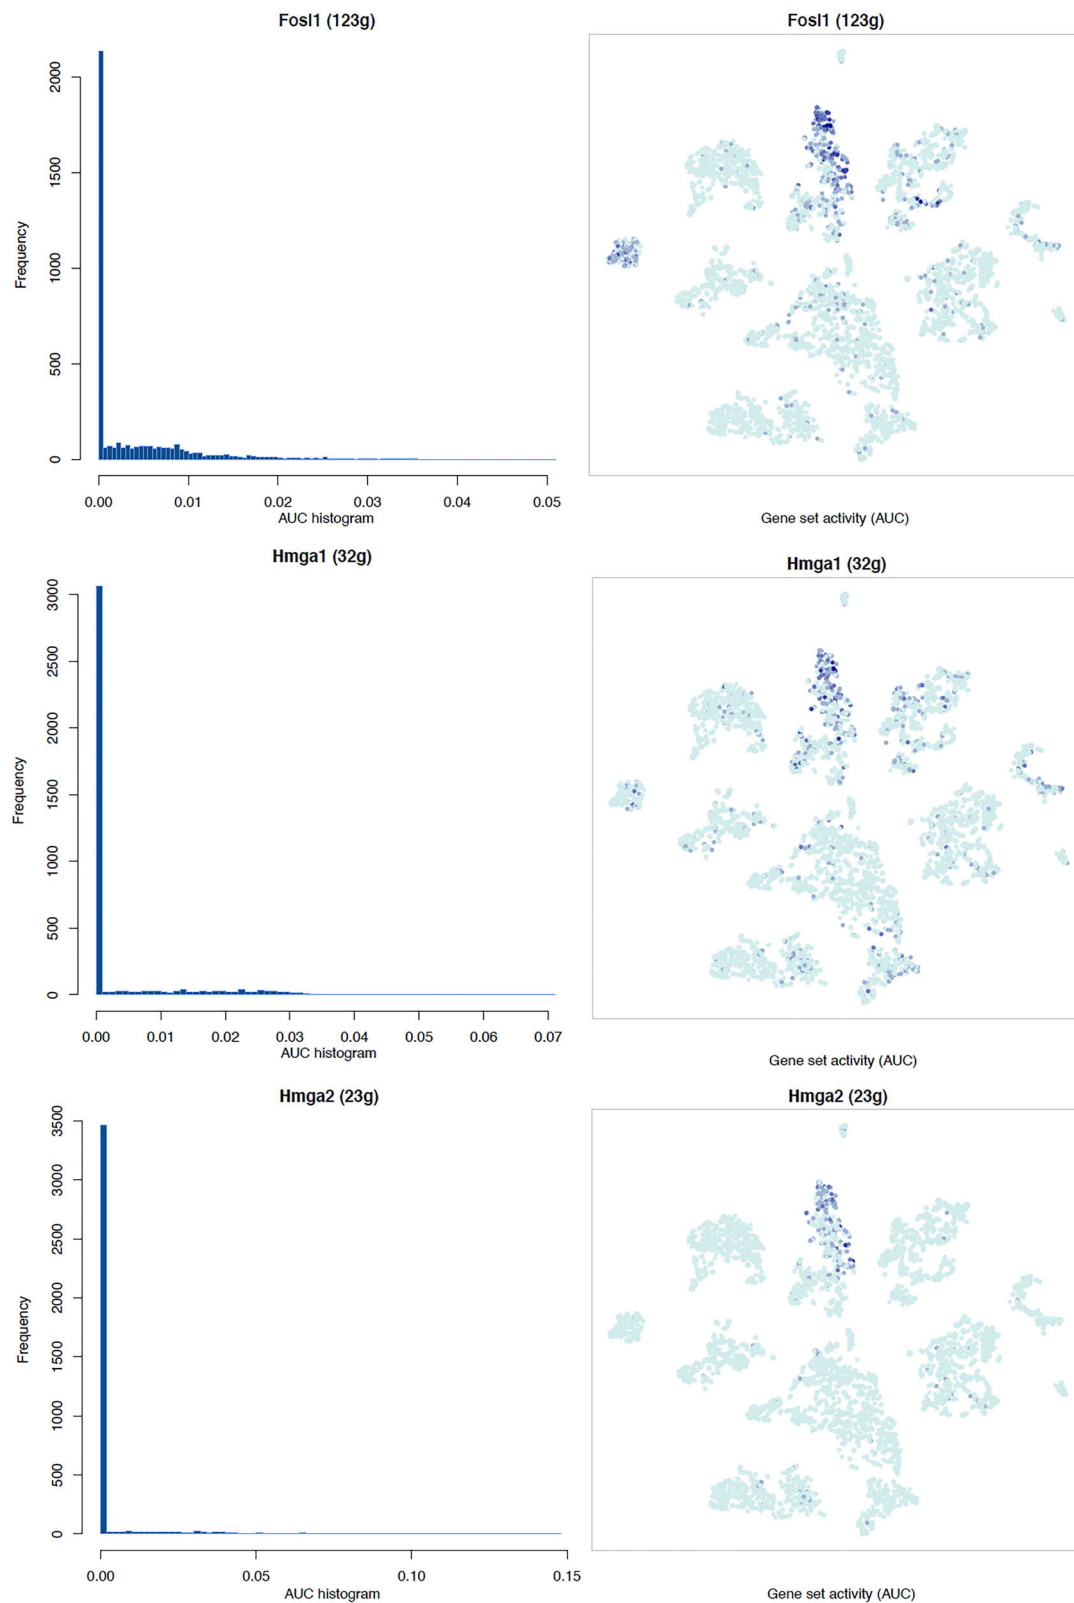 Fosl1 (123g)
Fosl1 (123g)
Frequency
2000
1500
1000
500
0
0.00 0.01 0.02 0.03 0.04 0.05
AUC histogram
Gene set activity (AUC)
Hmga1 (32g)
Hmga1 (32g)
Frequency
3000
2500
2000
1500
1000
500
0
0.00 0.01 0.02 0.03 0.04 0.05 0.06 0.07
AUC histogram
Gene set activity (AUC)
Hmga2 (23g)
Hmga2 (23g)
Frequency
3500
3000
2500
2000
1500
1000
500
0
0.00 0.05 0.10 0.15
AUC histogram
Gene set activity (AUC)